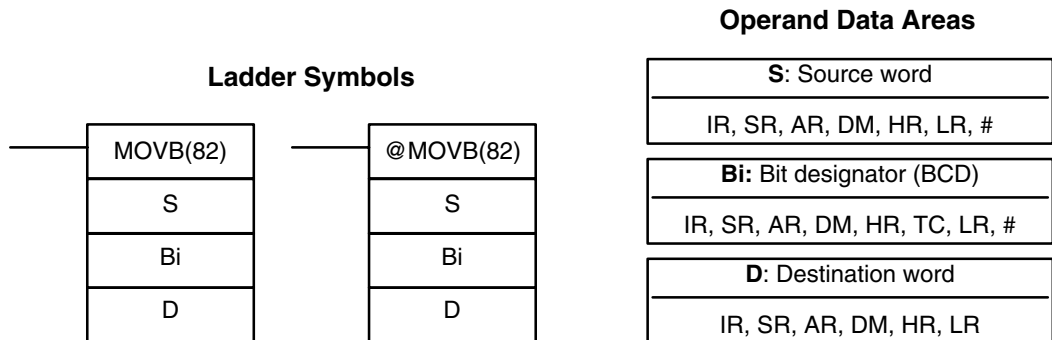 Ladder Symbols
MOVB(82)
S
Bi
D
@MOVB(82)
S
Bi
D
Operand Data Areas
S: Source word
IR, SR, AR, DM, HR, LR, #
Bi: Bit designator (BCD)
IR, SR, AR, DM, HR, TC, LR, #
D: Destination word
IR, SR, AR, DM, HR, LR